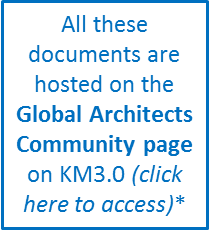 All these
documents are
hosted on the
Global Architects
Community page
on KM3.0 (click
here to access)*